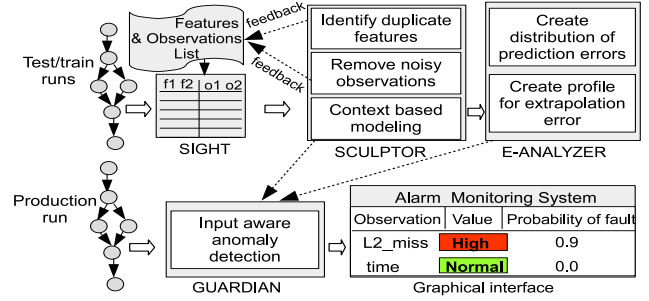 Features
& Observations
List
feedback
feedback
Test/train
runs
f1 f2 o1 o2
SIGHT
Identify duplicate
features
Remove noisy
observations
Context based
modeling
SCULPTOR
Create
distribution of
prediction errors
Create profile
for extrapolation
error
E-ANALYZER
Production
run
Input aware
anomaly
detection
GUARDIAN
Alarm Monitoring System
Observation Value Probability of fault
L2_miss High 0.9
time Normal 0.0
Graphical interface